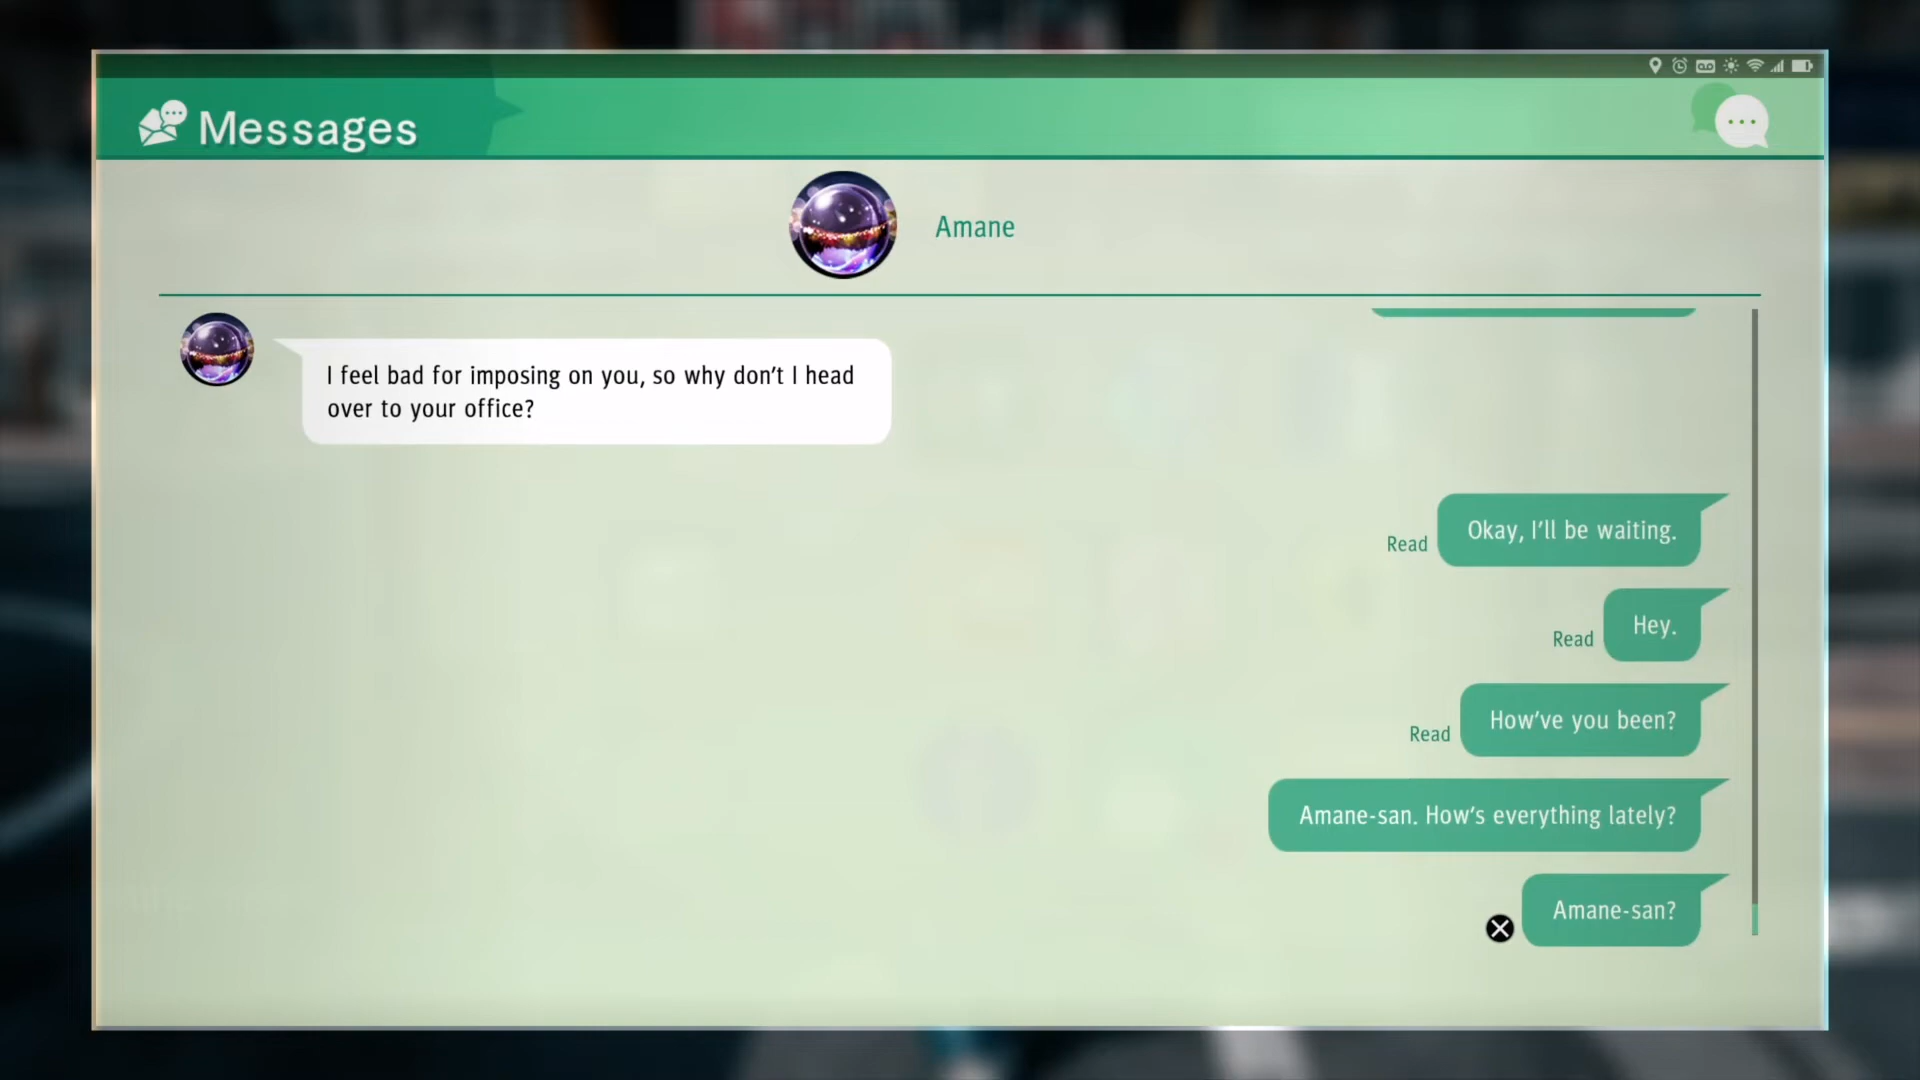 Messages
Amane
I feel bad for imposing on you, so why don't I head
over to your office?
Okay, I'll be waiting.
Read
Hey.
Read
How've you been?
Read
Amane-san. How's everything lately?
Amane-san?